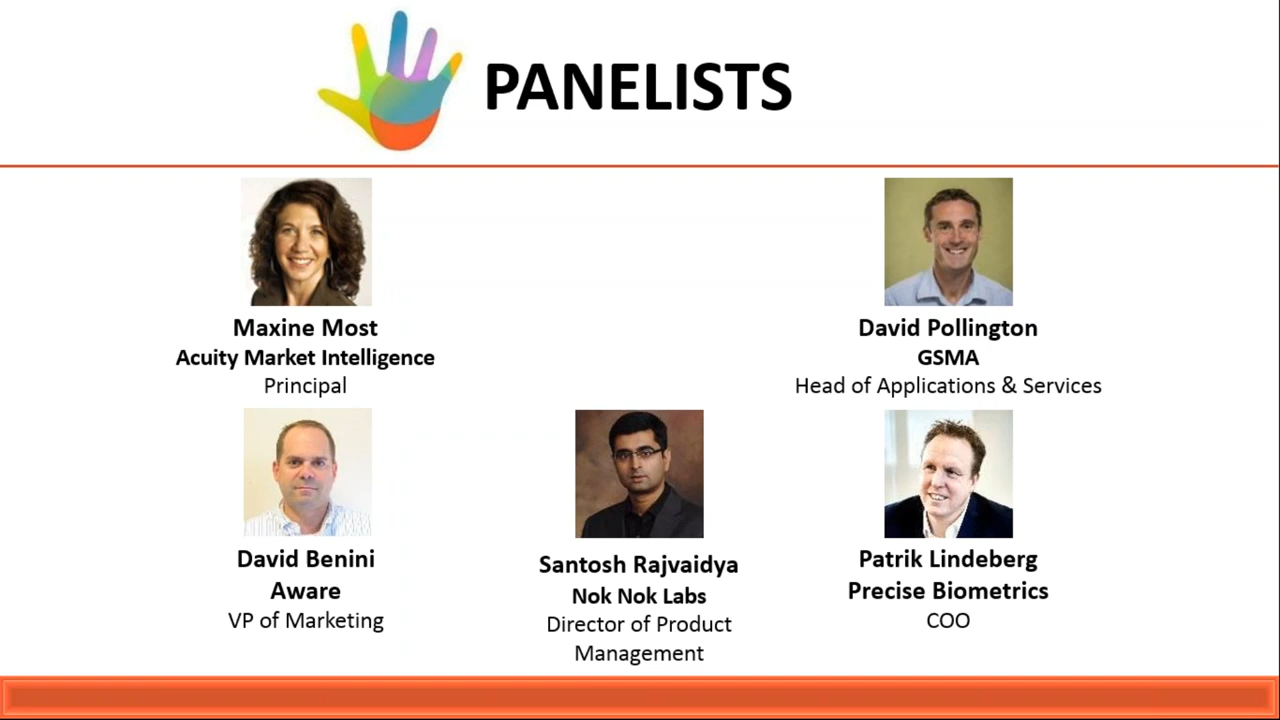 PANELISTS
Maxine Most
Acuity Market Intelligence
Principal
David Pollington
GSMA
Head of Applications & Services
David Benini
Aware
VP of Marketing
Santosh Rajvaidya
Nok Nok Labs
Director of Product
Management
Patrik Lindeberg
Precise Biometrics
COO